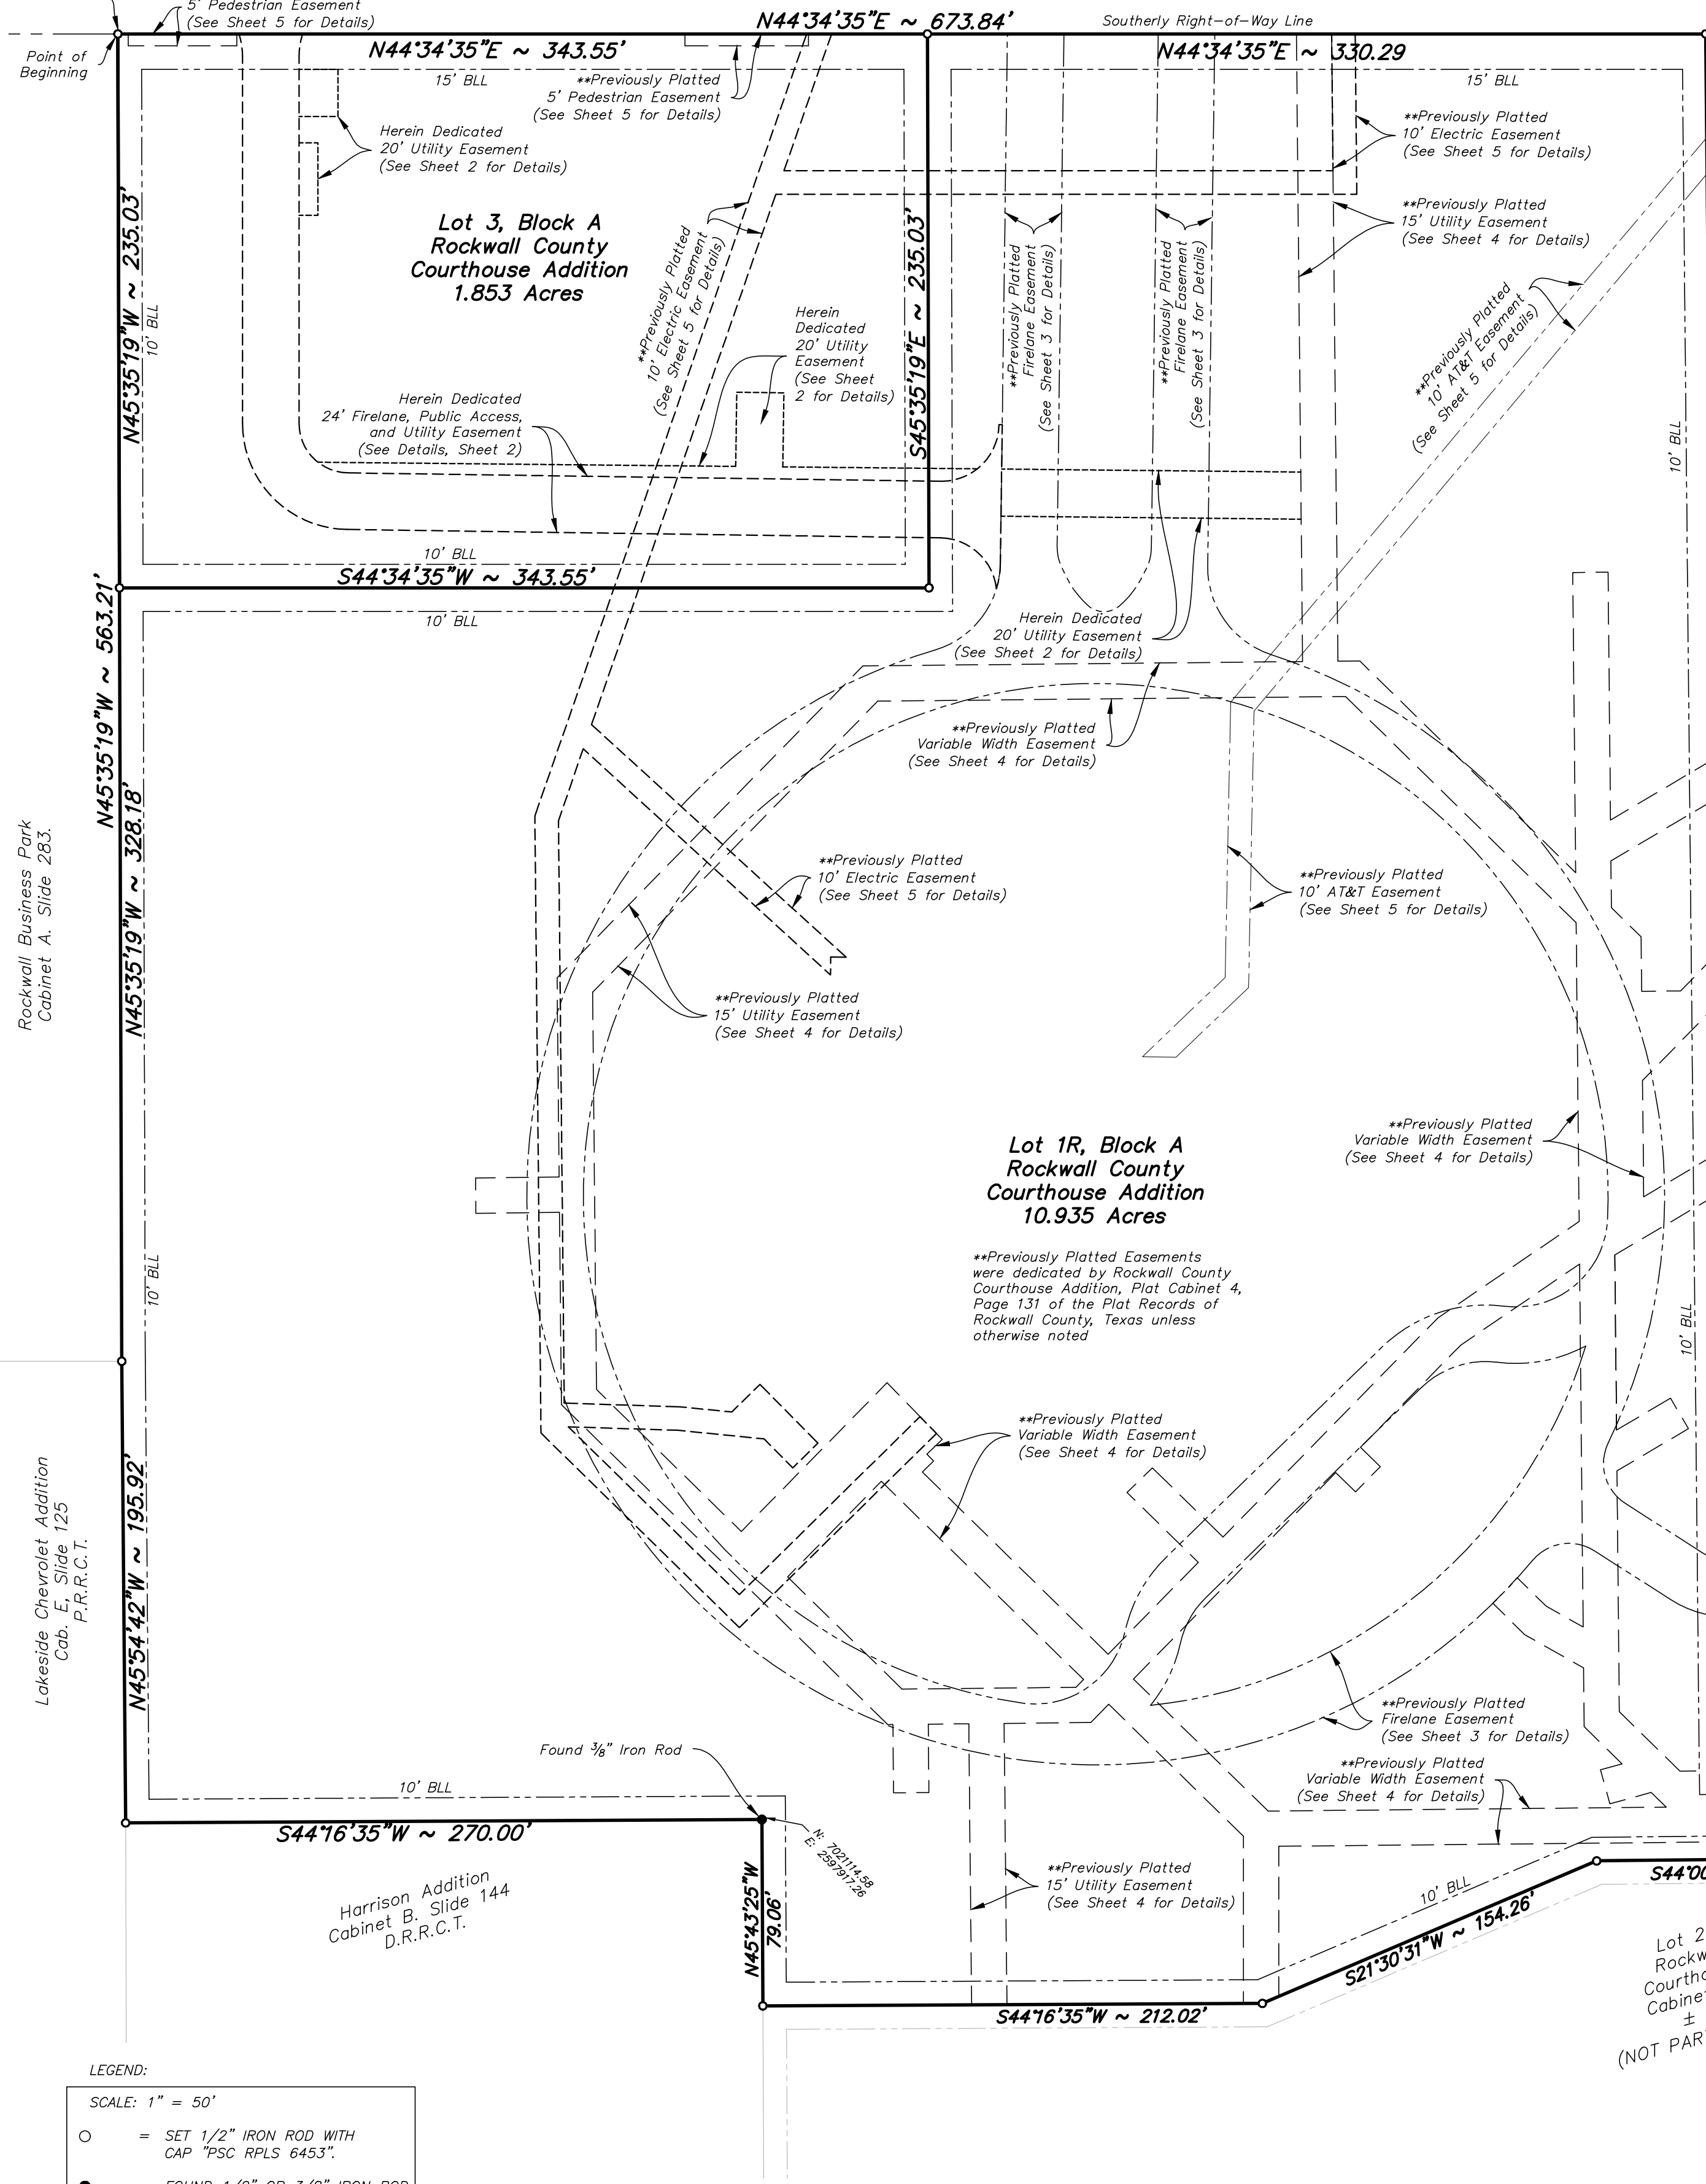 5' Pedestrian Easement
(See Sheet 5 for Details)
N44°34'35"E ~ 673.84'
Southerly Right-of-Way Line
Point of
Beginning
N44°34'35"E ~ 343.55'
N44°34'35"E ~ 330.29
15' BLL
15' BLL
**Previously Platted
5' Pedestrian Easement
(See Sheet 5 for Details)
**Previously Platted
10' Electric Easement
(See Sheet 5 for Details)
Herein Dedicated
20' Utility Easement
(See Sheet 2 for Details)
**Previously Platted
15' Utility Easement
(See Sheet 4 for Details)
Lot 3, Block A
Rockwall County
Courthouse Addition
1.853 Acres
N45°35'19"W ~ 235.03'
10' BLL
**Previously Platted
10' Electric Easement
(See Sheet 5 for Details)
S45°35'19"E ~ 235.03'
**Previously Platted
Firelane Easement
(See Sheet 3 for Details)
**Previously Platted
Firelane Easement
(See Sheet 3 for Details)
**Previously Platted
10' AT&T Easement
(See Sheet 5 for Details)
Herein
Dedicated
20' Utility
Easement
(See Sheet
2 for Details)
Herein Dedicated
24' Firelane, Public Access,
and Utility Easement
(See Details, Sheet 2)
10' BLL
10' BLL
S44°34'35"W ~ 343.55'
10' BLL
Herein Dedicated
20' Utility Easement
(See Sheet 2 for Details)
N45°35'19"W ~ 563.21'
**Previously Platted
Variable Width Easement
(See Sheet 4 for Details)
N45°35'19"W ~ 328.18'
Rockwall Business Park
Cabinet A. Slide 283.
**Previously Platted
10' Electric Easement
(See Sheet 5 for Details)
**Previously Platted
10' AT&T Easement
(See Sheet 5 for Details)
**Previously Platted
15' Utility Easement
(See Sheet 4 for Details)
**Previously Platted
Variable Width Easement
(See Sheet 4 for Details)
Lot 1R, Block A
Rockwall County
Courthouse Addition
10.935 Acres
**Previously Platted Easements
were dedicated by Rockwall County
Courthouse Addition, Plat Cabinet 4,
Page 131 of the Plat Records of
Rockwall County, Texas unless
otherwise noted
10' BLL
10' BLL
**Previously Platted
Variable Width Easement
(See Sheet 4 for Details)
Lakeside Chevrolet Addition
Cab. E, Slide 125
P.R.R.C.T.
N45°54'42"W ~ 195.92'
**Previously Platted
Firelane Easement
(See Sheet 3 for Details)
Found 3/8" Iron Rod
**Previously Platted
Variable Width Easement
(See Sheet 4 for Details)
10' BLL
S44°16'35"W ~ 270.00'
N: 7021114.58
E: 2597917.26
Harrison Addition
Cabinet B. Slide 144
D.R.R.C.T.
N45°43'25"W
79.06'
**Previously Platted
15' Utility Easement
(See Sheet 4 for Details)
10' BLL
S44°00
S21°30'31"W ~ 154.26'
S44°16'35"W ~ 212.02'
Lot 2
Rockw
Courtho
Cabine
±
(NOT PAR
LEGEND:
SCALE: 1" = 50'
= SET 1/2" IRON ROD WITH
CAP "PSC RPLS 6453".